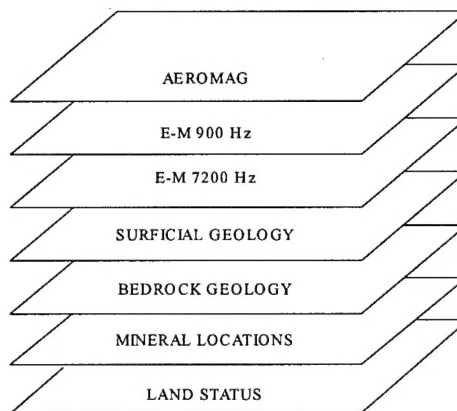 AEROMAG
E-M 900 Hz
E-M 7200 Hz
SURFICIAL GEOLOGY
BEDROCK GEOLOGY
MINERAL LOCATIONS
LAND STATUS